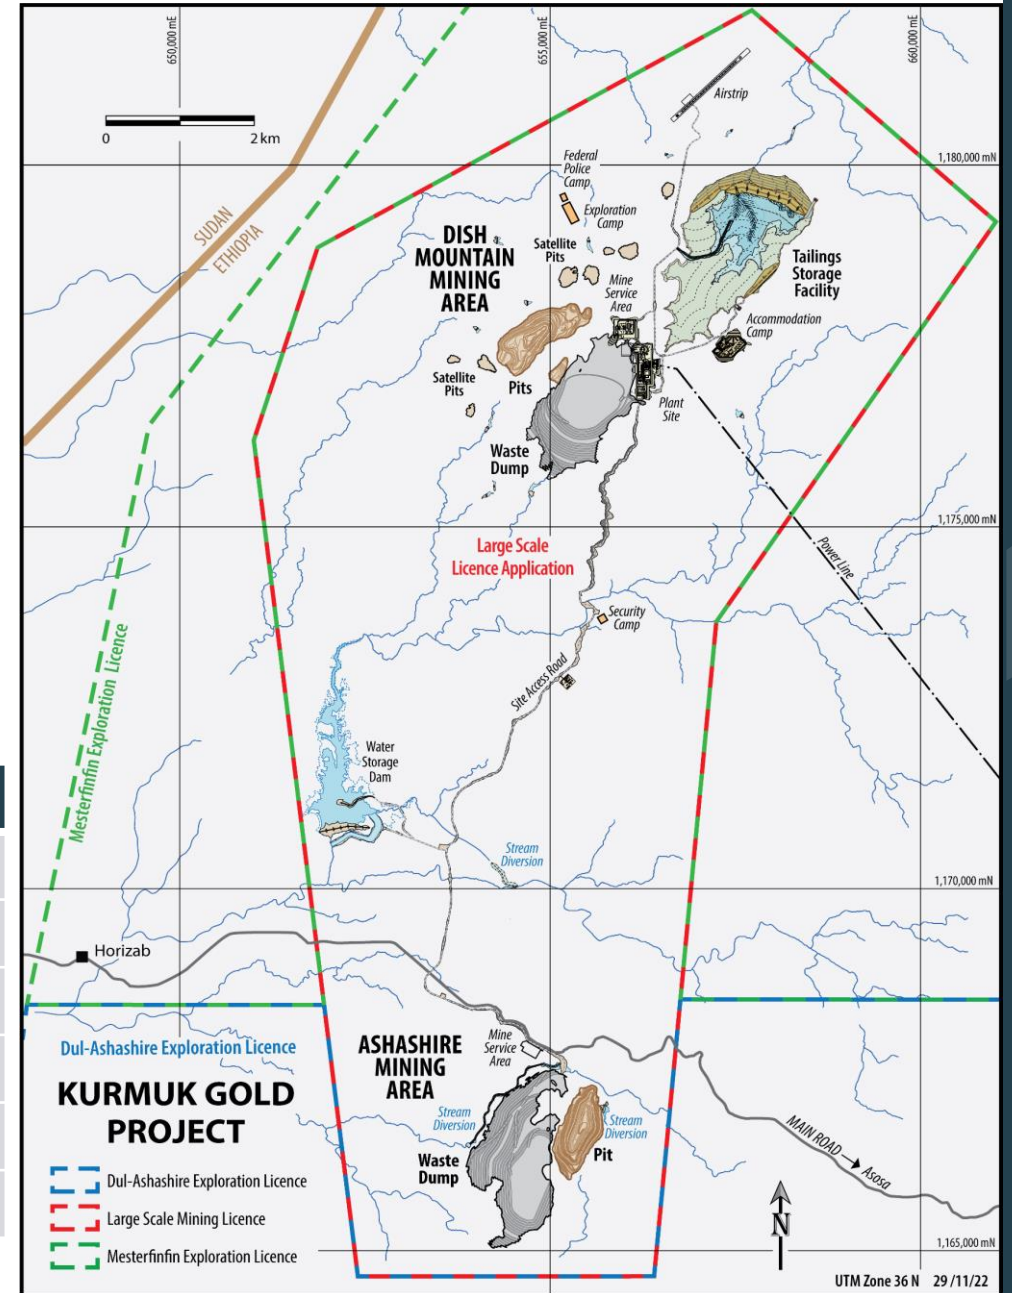 650,000 mE
655,000 mE
660,000 mE
0
2 km
Airstrip
1,180,000 mN
SUDAN
ETHIOPIA
Federal
Police
Camp
Exploration
Camp
DISH
MOUNTAIN
MINING
AREA
Satellite
Pits
Mine
Service
Area
Tailings
Storage
Facility
Accommodation
Camp
Satellite
Pits
Pits
Plant
Site
Waste
Dump
1,175,000 mN
Large Scale
Licence Application
Power Line
Security
Camp
Site Access Road
Mesterfinfin Exploration Licence
Water
Storage
Dam
Stream
Diversion
1,170,000 mN
Horizab
Dul-Ashashire Exploration Licence
ASHASHIRE
MINING
AREA
Mine
Service
Area
Stream
Diversion
Stream
Diversion
Pit
Waste
Dump
MAIN ROAD
Asosa
KURMUK GOLD
PROJECT
Dul-Ashashire Exploration Licence
Large Scale Mining Licence
Mesterfinfin Exploration Licence
N
1,165,000 mN
UTM Zone 36 N 29 /11/22